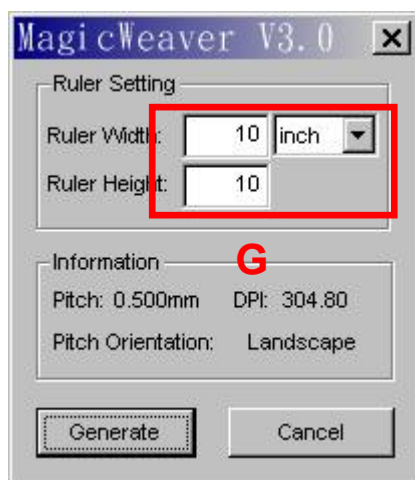 MagicWeaver V3.0
Ruler Setting
Ruler Width: 10 inch
Ruler Height: 10
Information
G
Pitch: 0.500mm DPI: 304.80
Pitch Orientation: Landscape
Generate Cancel